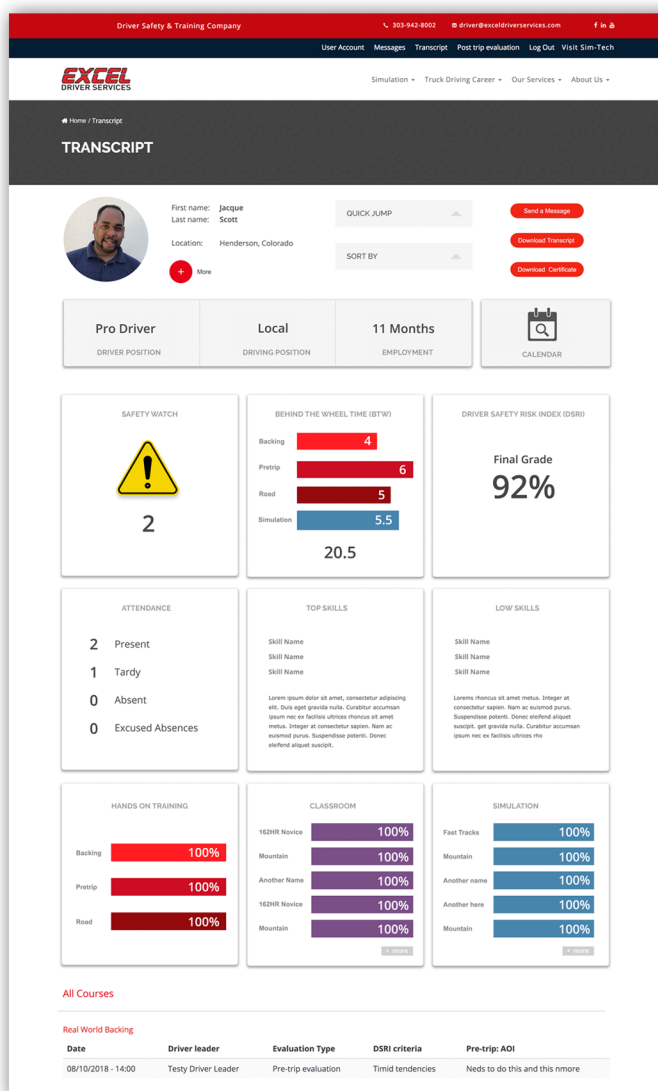 Driver Safety & Training Company
303-942-8002
driver@exceldriverservices.com
f in
User Account Messages Transcript Post trip evaluation Log Out Visit Sim-Tech
EXCEL
DRIVER SERVICES
Simulation Truck Driving Career Our Services About Us
Home / Transcript
TRANSCRIPT
First name: Jacque
Last name: Scott
Location: Henderson, Colorado
+ More
QUICK JUMP
SORT BY
Send a Message
Download Transcript
Download Certificate
Pro Driver
DRIVER POSITION
Local
DRIVING POSITION
11 Months
EMPLOYMENT
CALENDAR
SAFETY WATCH
!
2
BEHIND THE WHEEL TIME (BTW)
Backing 4
Pretrip 6
Road 5
Simulation 5.5
20.5
DRIVER SAFETY RISK INDEX (DSRI)
Final Grade
92%
ATTENDANCE
2 Present
1 Tardy
0 Absent
0 Excused Absences
TOP SKILLS
Skill Name
Skill Name
Skill Name
Lorem ipsum dolor sit amet, consectetur adipiscing
elit. Duis eget gravida nulla. Curabitur accumsan
ipsum nec ex facilisis ultrices rhoncus sit amet
metus. Integer at consectetur sapien. Nam ac
euismod purus. Suspendisse potenti. Donec
eleifend aliquet suscipit.
LOW SKILLS
Skill Name
Skill Name
Skill Name
Lorems rhoncus sit amet metus. Integer at
consectetur sapien. Nam ac euismod purus.
Suspendisse potenti. Donec eleifend aliquet
suscipit. get gravida nulla. Curabitur accumsan
ipsum nec ex facilisis ultrices rho
HANDS ON TRAINING
Backing 100%
Pretrip 100%
Road 100%
CLASSROOM
162HR Novice 100%
Mountain 100%
Another Name 100%
162HR Novice 100%
Mountain 100%
+ more
SIMULATION
Fast Tracks 100%
Mountain 100%
Another name 100%
Another here 100%
Mountain 100%
+ more
All Courses
Real World Backing
Date Driver leader Evaluation Type DSRI criteria Pre-trip: AOI
08/10/2018 - 14:00 Testy Driver Leader Pre-trip evaluation Timid tendencies Neds to do this and this nmore